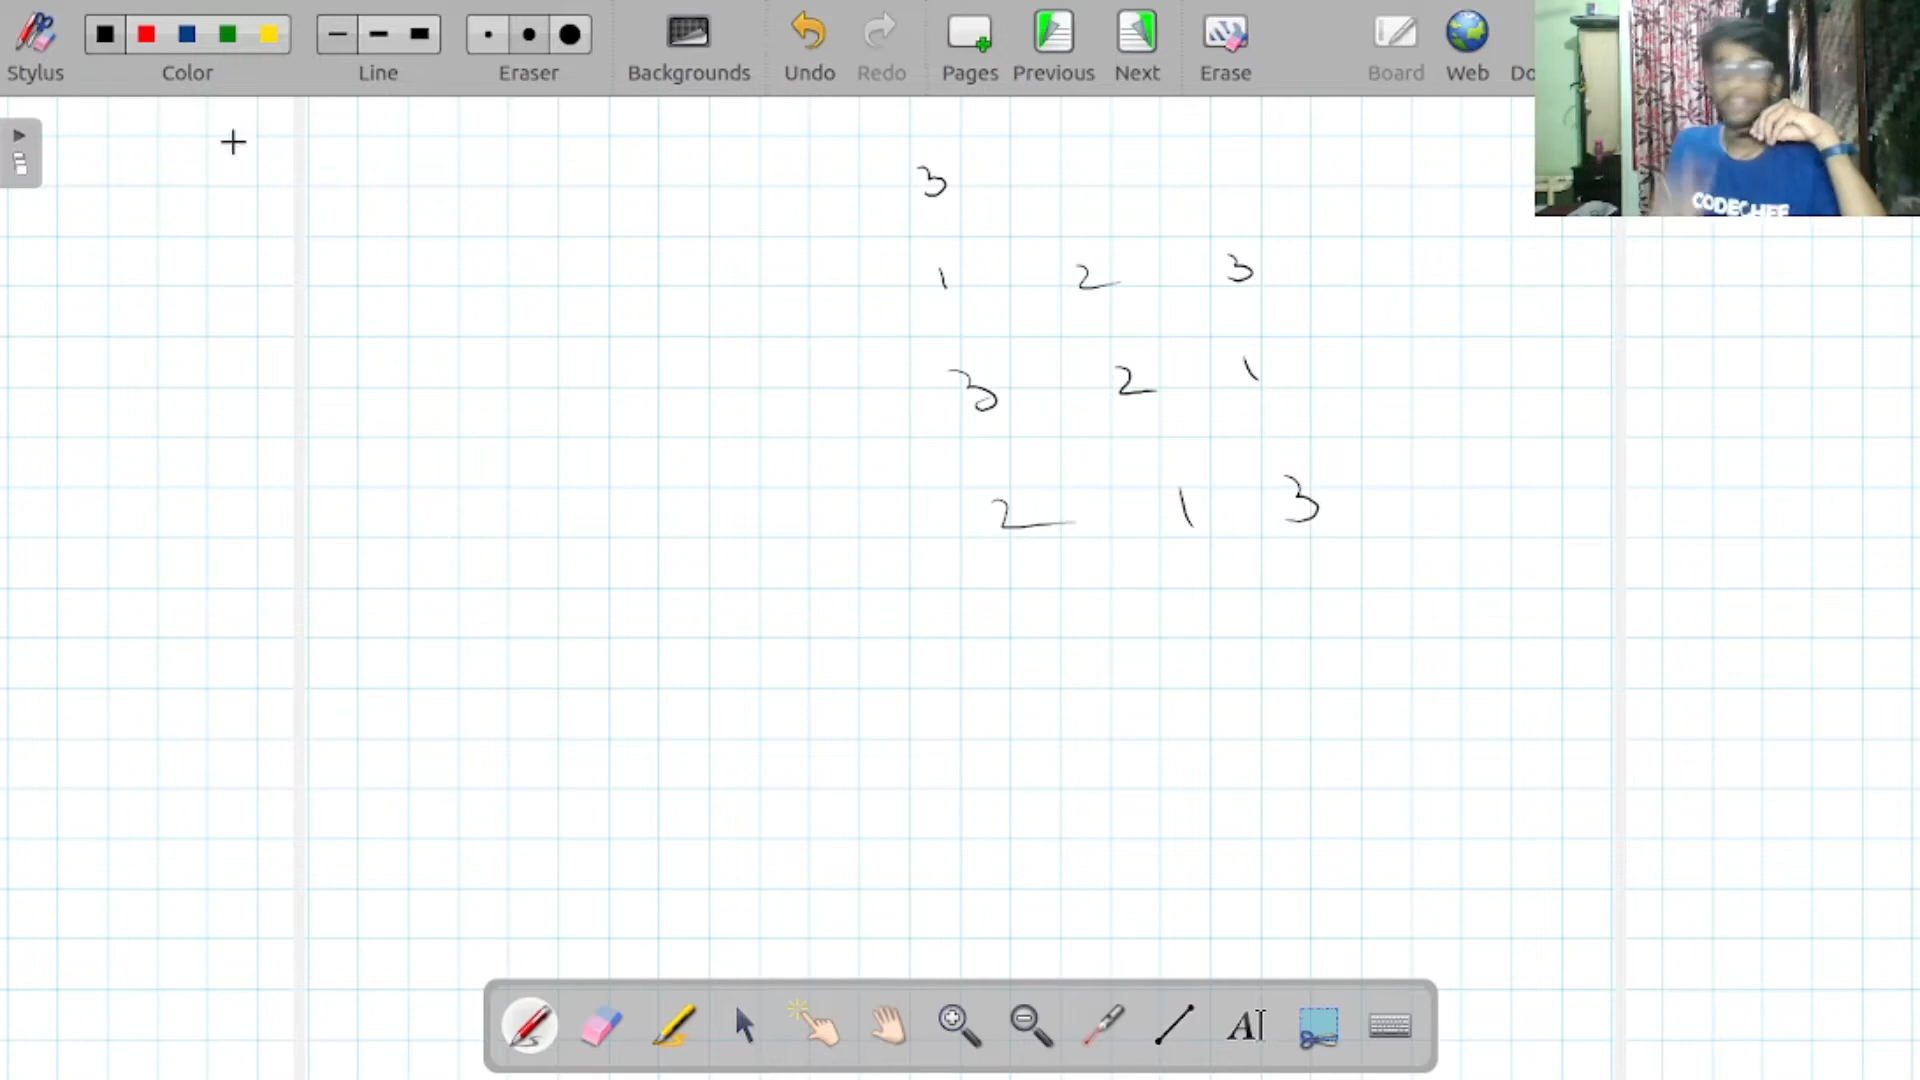 Stylus Color Line Eraser Backgrounds Undo Redo Pages Previous Next Erase Board Web Do
CODECHEF
3
1 2 3
3 2 1
2 1 3